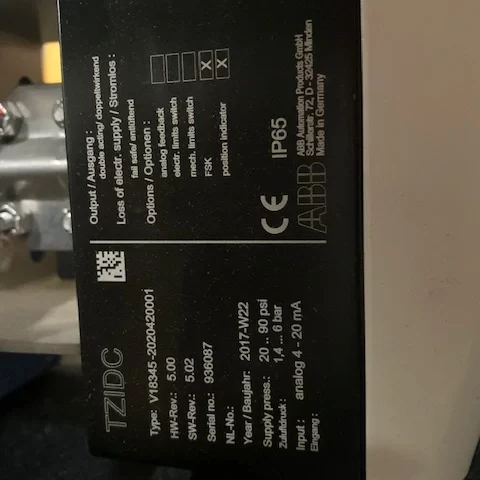 TZIDC
Type: V18345-2020420001
HW-Rev.: 5.00
SW-Rev.: 5.02
Serial no.: 936087
NL-No.:
Year / Baujahr: 2017-W22
Supply press.: 20 .. 90 psi
Zuluftdruck : 1,4 ... 6 bar
Input : analog 4 - 20 mA
Eingang :
Output / Ausgang :
double acting/ doppeltwirkend
Loss of electr. supply / Stromlos :
fail safe/ entlüftend
Options / Optionen :
analog feedback
electr. limits switch
mech. limits switch
FSK X
position indicator X
CE IP65
ABB ABB Automation Products GmbH
Schillerstr. 72, D - 32425 Minden
Made in Germany